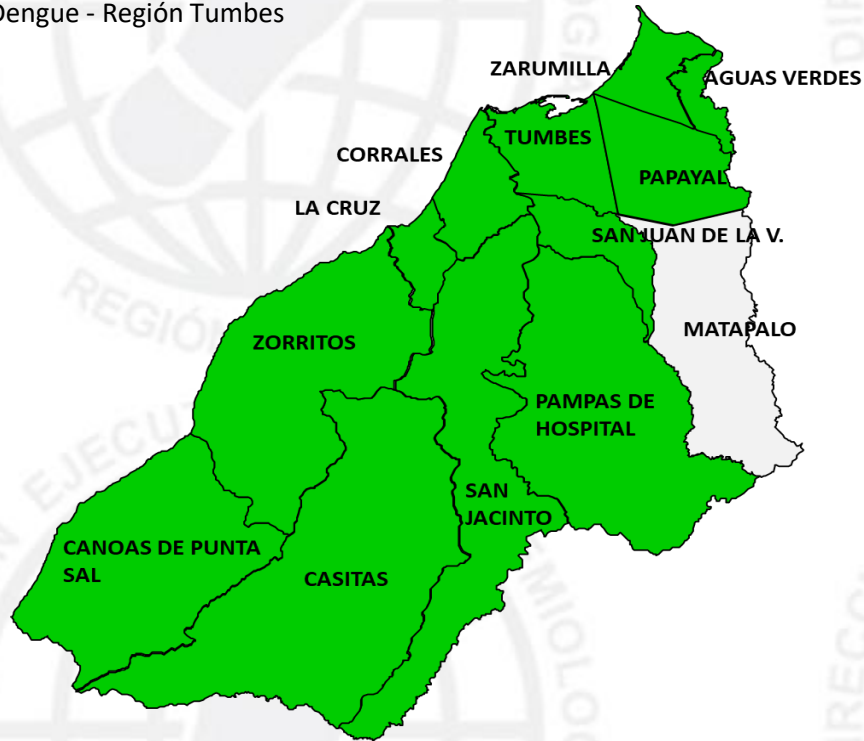 Dengue - Región Tumbes
ZARUMILLA
AGUAS VERDES
TUMBES
CORRALES
PAPAYAL
LA CRUZ
SAN JUAN DE LA V.
MATAPALO
ZORRITOS
PAMPAS DE
HOSPITAL
SAN
JACINTO
CANOAS DE PUNTA
SAL
CASITAS
REGIÓN